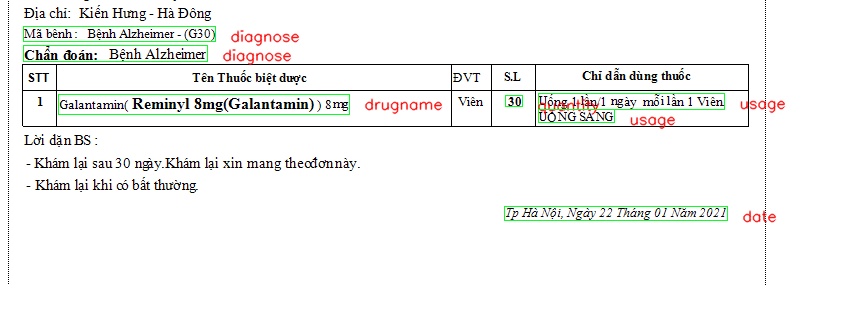 Địa chỉ: Kiến Hưng - Hà Đông
Mã bênh : Bệnh Alzheimer - (G30) diagnose
Chẩn đoán: Bệnh Alzheimer diagnose
STT Tên Thuốc biệt dược ĐVT S.L Chỉ dẫn dùng thuốc
1 Galantamin( Reminyl 8mg(Galantamin) ) 8mg drugname Viên 30 quantity Uống 1 lần/1 ngày mỗi lần 1 Viên usage
UỐNG SÁNG usage
Lời dặn BS :
- Khám lại sau 30 ngày.Khám lại xin mang theođơn này.
- Khám lại khi có bất thường.
Tp Hà Nội, Ngày 22 Tháng 01 Năm 2021 date